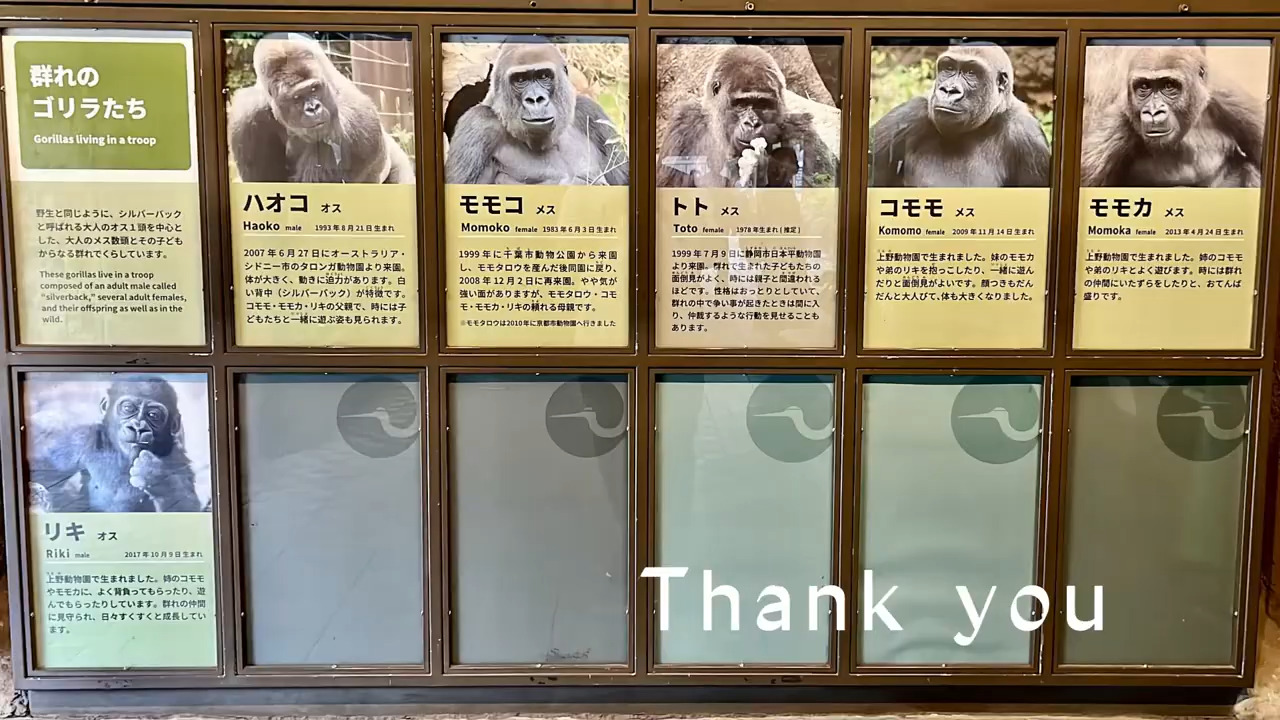 群れの
ゴリラたち
Gorillas living in a troop
野生と同じように、シルバーバック
と呼ばれる大人のオス1頭を中心と
した、大人のメス数頭とその子ども
からなる群れでくらしています。
These gorillas live in a troop
composed of an adult male called
"silverback," several adult females,
and their offspring as well as in the
wild.
ハオコ オス
Haoko male 1993年8月21日生まれ
2007年6月27日にオーストラリア・
シドニー市のタロンガ動物園より来園。
体が大きく、動きに迫力があります。白
い背中（シルバーバック）が特徴です。
コモモ・モモカ・リキの父親で、時には子
どもたちと一緒に遊ぶ姿も見られます。
モモコ メス
Momoko female 1983年6月3日生まれ
1999年に千葉市動物公園から来園
し、モモタロウを産んだ後同園に戻り、
2008年12月2日に再来園。やや気が
強い面がありますが、モモタロウ・コモ
モ・モモカ・リキの頼れる母親です。
※モモタロウは2010年に京都市動物園へ行きました
トト メス
Toto female 1978年生まれ(推定)
1999年7月9日に静岡市日本平動物園
より来園。群れで生まれた子どもたちの
面倒見がよく、時には親子と間違われる
ほどです。性格はおっとりとしていて、
群れの中で争い事が起きたときは間に入
り、仲裁するような行動を見せることも
あります。
コモモ メス
Komomo female 2009年11月14日生まれ
上野動物園で生まれました。妹のモモカ
や弟のリキを抱っこしたり、一緒に遊ん
だりと面倒見がよいです。顔つきもだん
だんと大人びて、体も大きくなりました。
モモカ メス
Momoka female 2013年4月24日生まれ
上野動物園で生まれました。姉のコモモ
や弟のリキとよく遊びます。時には群れ
の仲間にいたずらをしたりと、おてんば
盛りです。
リキ オス
Riki male 2017年10月9日生まれ
上野動物園で生まれました。姉のコモモ
やモモカに、よく背負ってもらったり、遊
んでもらったりしています。群れの仲間
に見守られ、日々すくすくと成長してい
ます。
Thank you